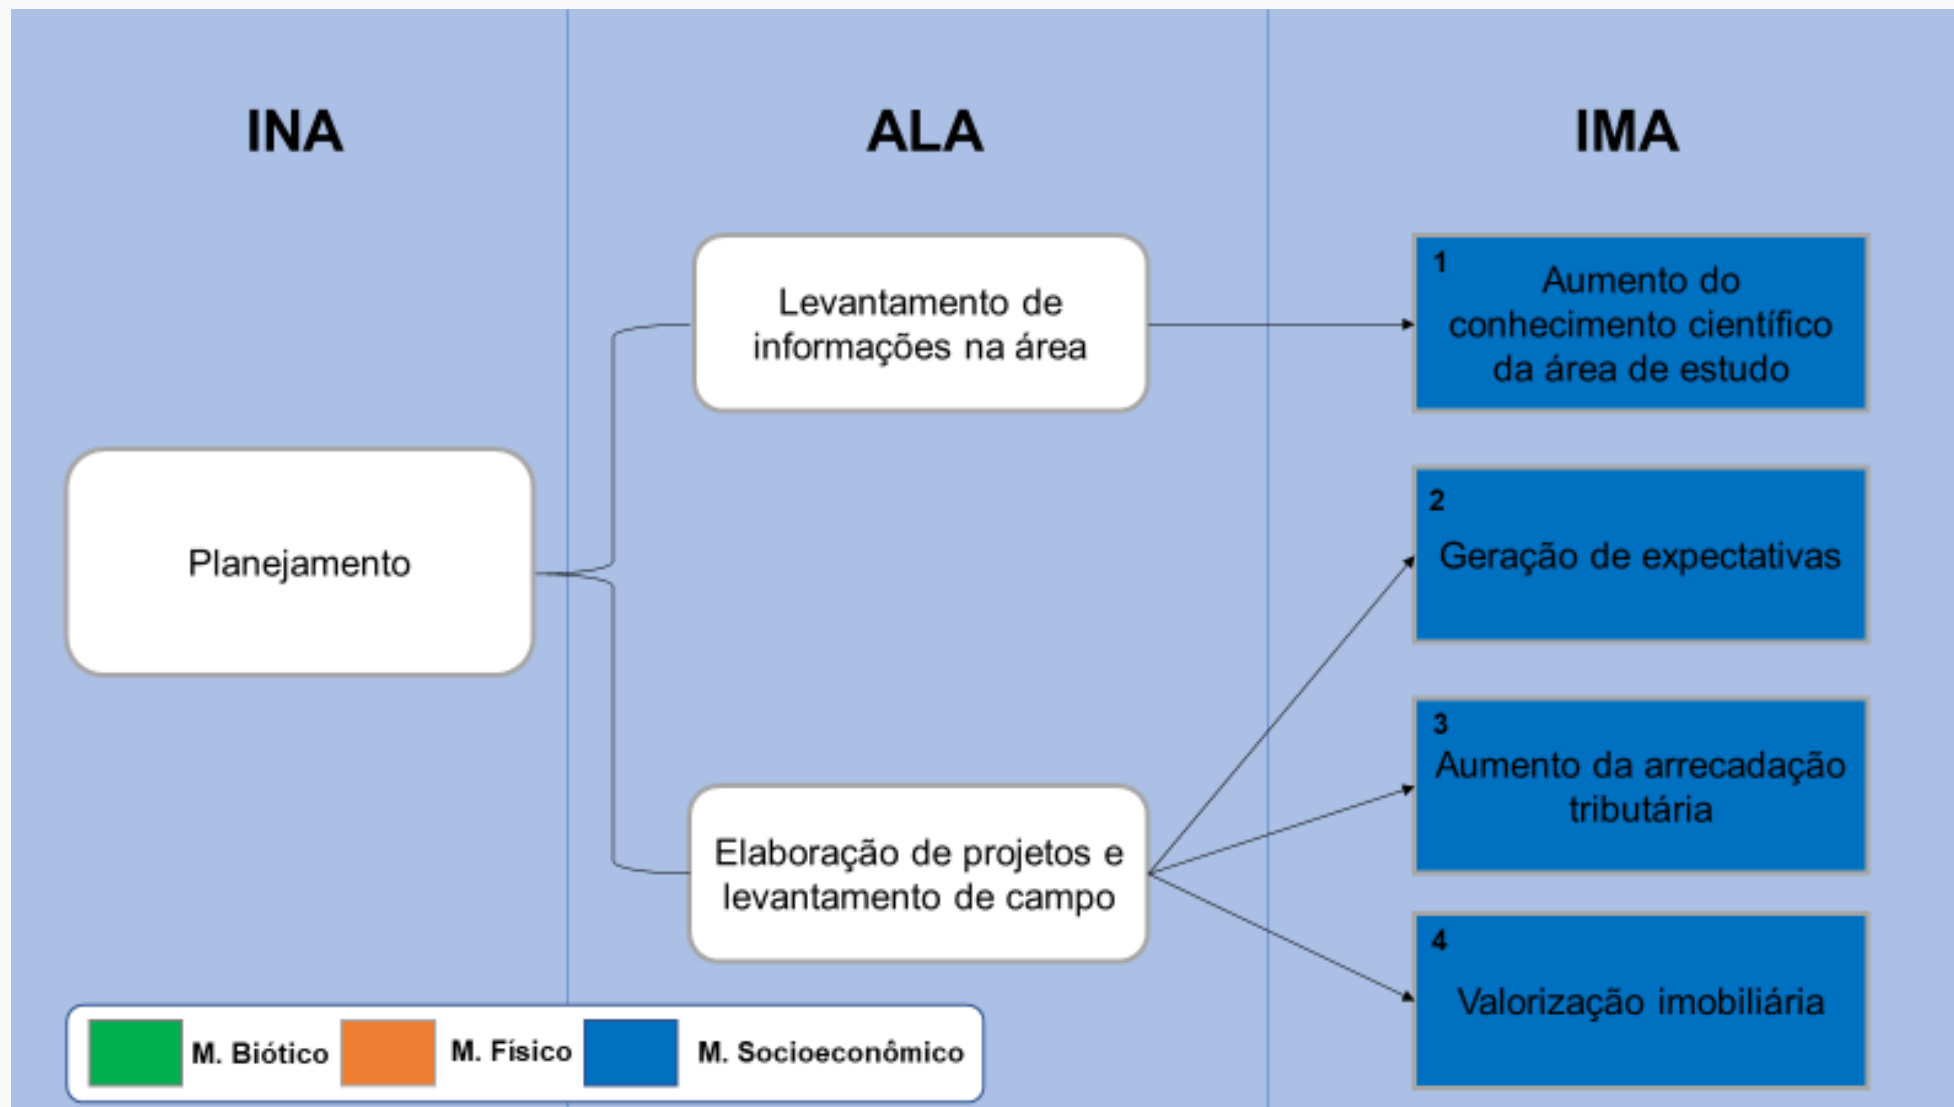 INA
ALA
IMA
Levantamento de
informações na área
1
Aumento do
conhecimento científico
da área de estudo
2
Geração de expectativas
Planejamento
3
Aumento da arrecadação
tributária
Elaboração de projetos e
levantamento de campo
4
Valorização imobiliária
M. Biótico
M. Físico
M. Socioeconômico